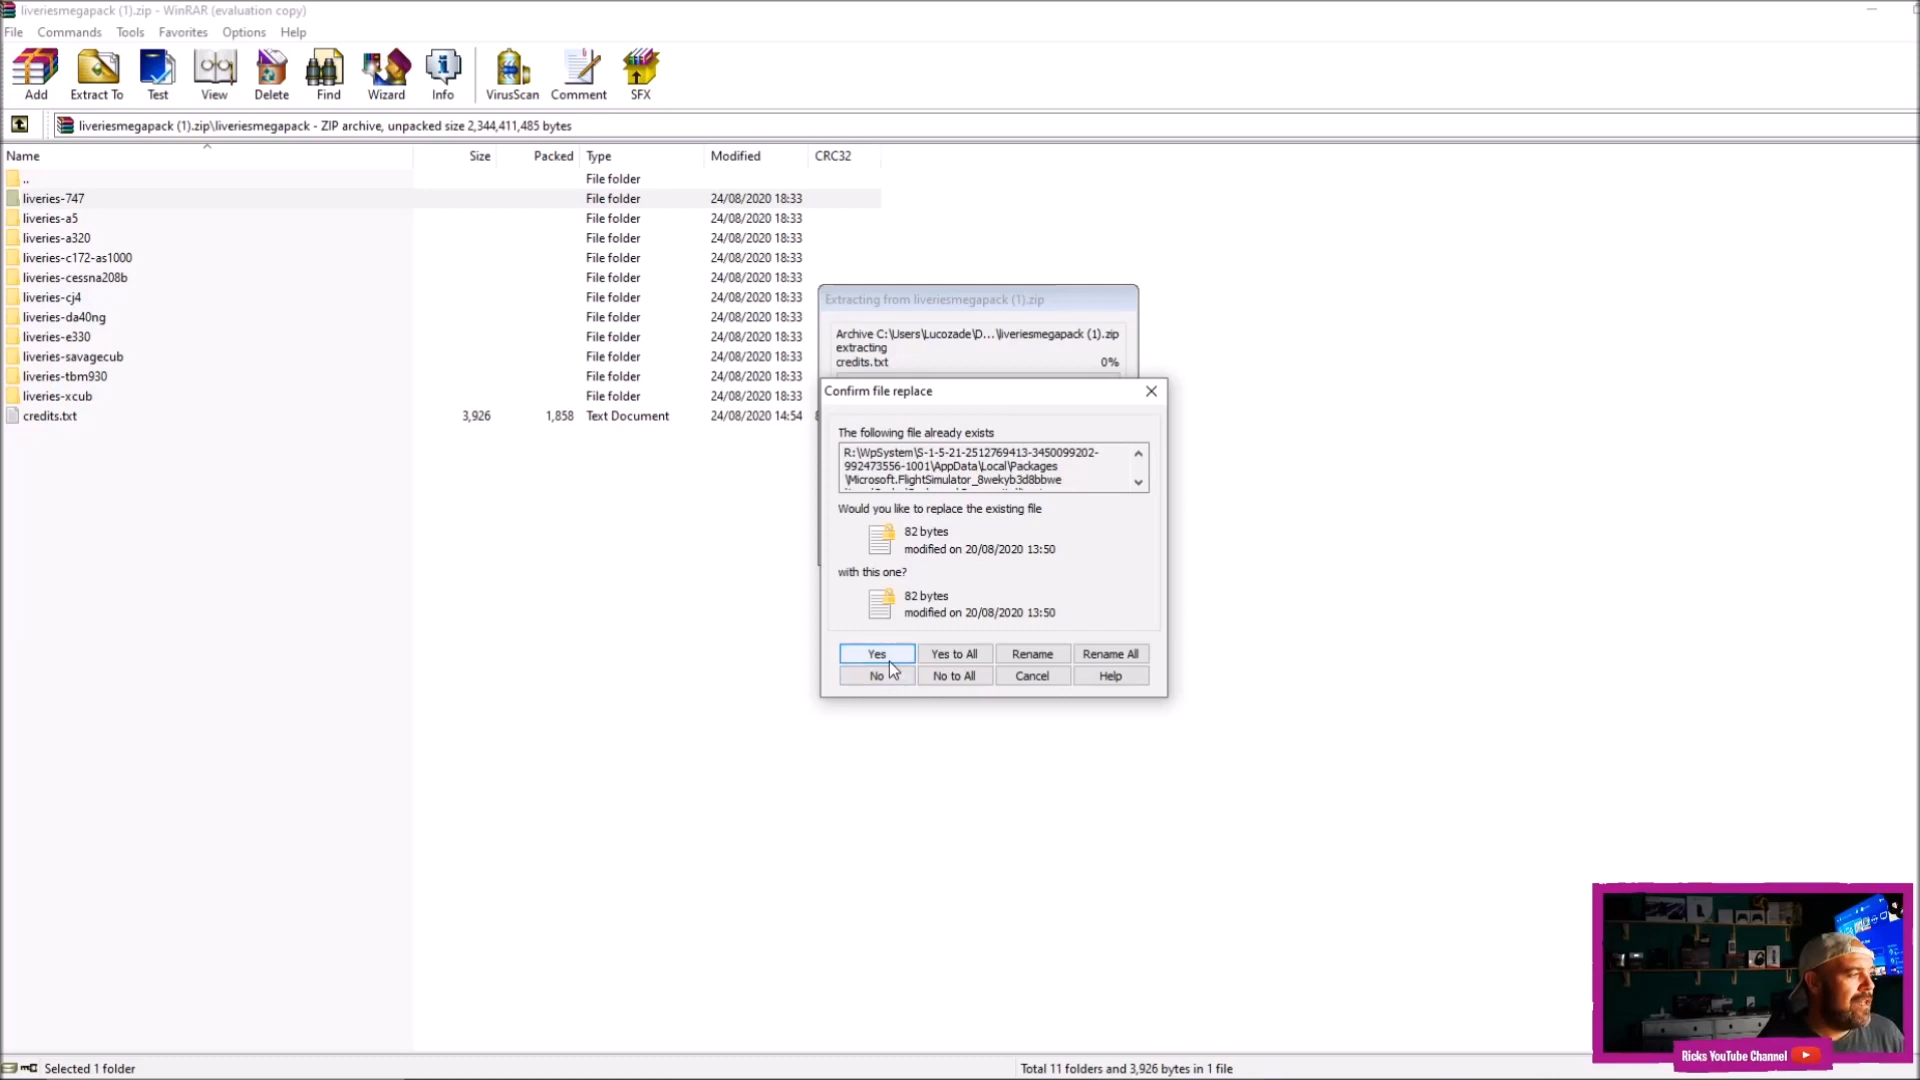 liveriesmegapack (1).zip - WinRAR (evaluation copy)
File Commands Tools Favorites Options Help
Add Extract To Test View Delete Find Wizard Info VirusScan Comment SFX
liveriesmegapack (1).zip\liveriesmegapack - ZIP archive, unpacked size 2,344,411,485 bytes
Name Size Packed Type Modified CRC32
.. File folder
liveries-747 File folder 24/08/2020 18:33
liveries-a5 File folder 24/08/2020 18:33
liveries-a320 File folder 24/08/2020 18:33
liveries-c172-as1000 File folder 24/08/2020 18:33
liveries-cessna208b File folder 24/08/2020 18:33
liveries-cj4 File folder 24/08/2020 18:33
liveries-da40ng File folder 24/08/2020 18:33
liveries-e330 File folder 24/08/2020 18:33
liveries-savagecub File folder 24/08/2020 18:33
liveries-tbm930 File folder 24/08/2020 18:33
liveries-xcub File folder 24/08/2020 18:33
credits.txt 3,926 1,858 Text Document 24/08/2020 14:54
Extracting from liveriesmegapack (1).zip
Archive C:\Users\Lucozade\D...\liveriesmegapack (1).zip
extracting
credits.txt 0%
Confirm file replace
The following file already exists
R:\WpSystem\S-1-5-21-2512769413-3450099202-
992473556-1001\AppData\Local\Packages
\Microsoft.FlightSimulator_8wekyb3d8bbwe
Would you like to replace the existing file
82 bytes
modified on 20/08/2020 13:50
with this one?
82 bytes
modified on 20/08/2020 13:50
Yes Yes to All Rename Rename All
No No to All Cancel Help
Ricks YouTube Channel
Selected 1 folder
Total 11 folders and 3,926 bytes in 1 file